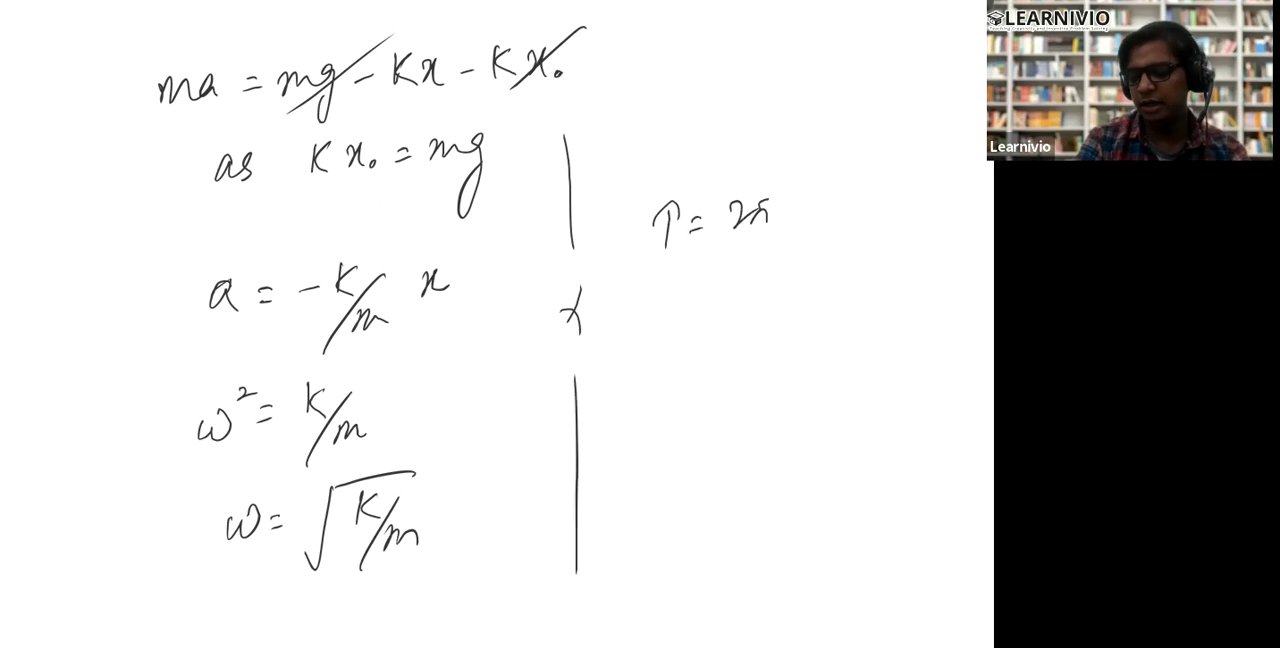 ma = mg - Kx - Kx₀
as Kx₀ = mg
a = -K/m x
ω² = K/m
ω = √K/m
T = 2π
LEARNIVIO
Learnivio